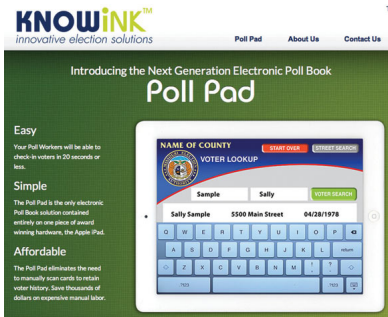 KNOWiNK™
innovative election solutions
Poll Pad About Us Contact Us
Introducing the Next Generation Electronic Poll Book
Poll Pad
Easy
Your Poll Workers will be able to
check-in voters in 20 seconds or
less.
Simple
The Poll Pad is the only electronic
Poll Book solution contained
entirely on one piece of award
winning hardware, the Apple iPad.
Affordable
The Poll Pad eliminates the need
to manually scan cards to retain
voter history. Save thousands of
dollars on expensive manual labor.
NAME OF COUNTY
START OVER STREET SEARCH
VOTER LOOKUP
Sample Sally VOTER SEARCH
Sally Sample 5500 Main Street 04/28/1978
Q W E R T Y U I O P
A S D F G H J K L return
Z X C V B N M ! , ? .
.?123 .?123